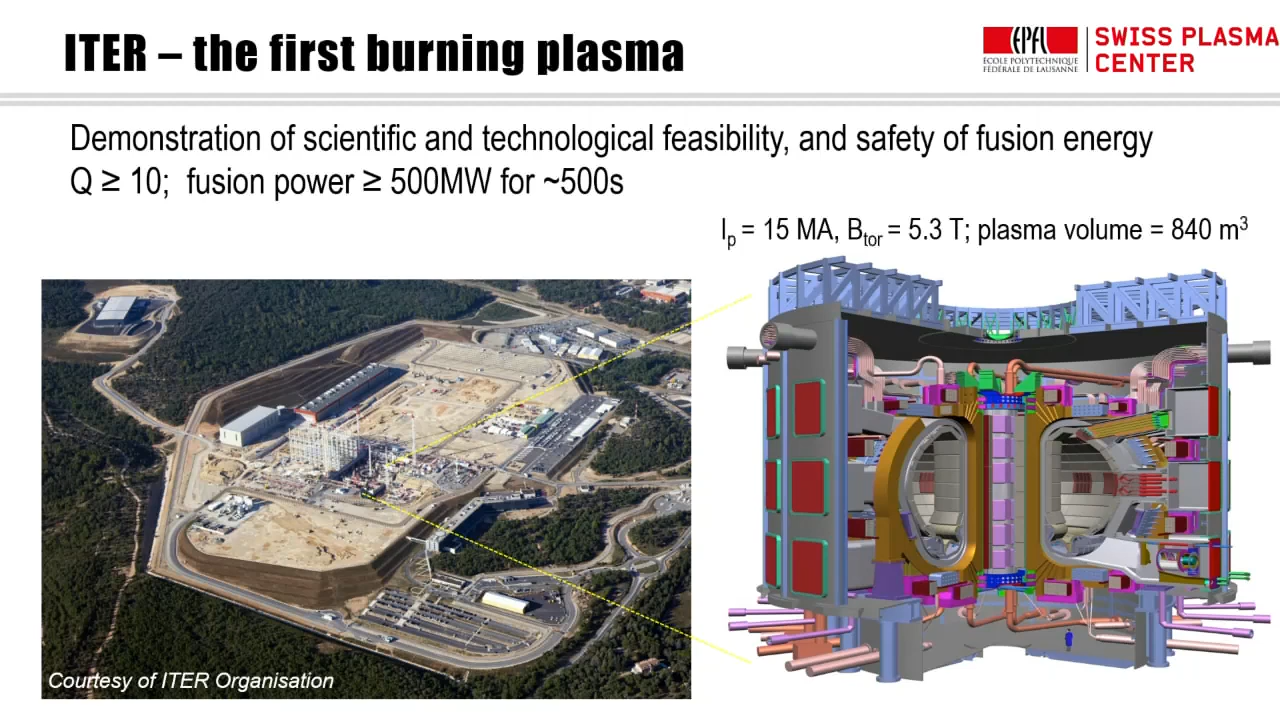 ITER – the first burning plasma
EPFL
ECOLE POLYTECHNIQUE
FÉDÉRALE DE LAUSANNE
SWISS PLASMA
CENTER
Demonstration of scientific and technological feasibility, and safety of fusion energy
Q ≥ 10; fusion power ≥ 500MW for ~500s
Ip = 15 MA, Btor = 5.3 T; plasma volume = 840 m³
Courtesy of ITER Organisation